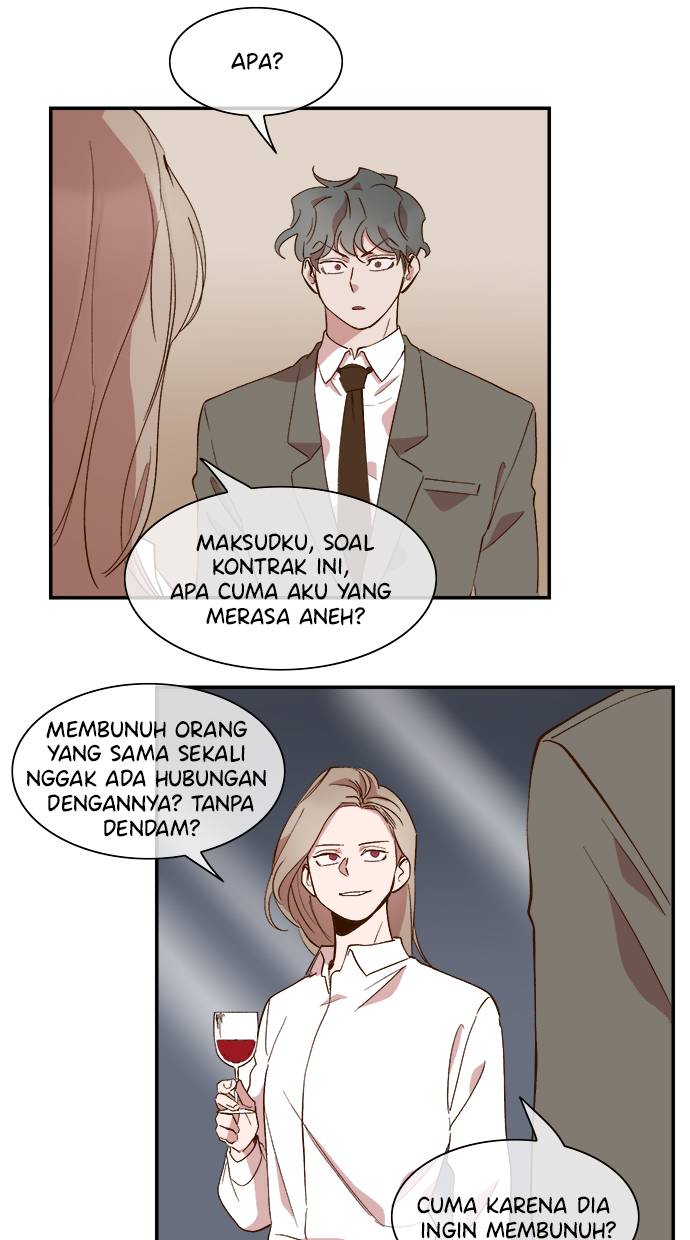 APA?
MAKSUDKU, SOAL
KONTRAK INI,
APA CUMA AKU YANG
MERASA ANEH?
MEMBUNUH ORANG
YANG SAMA SEKALI
NGGAK ADA HUBUNGAN
DENGANNYA? TANPA
DENDAM?
CUMA KARENA DIA
INGIN MEMBUNUH?